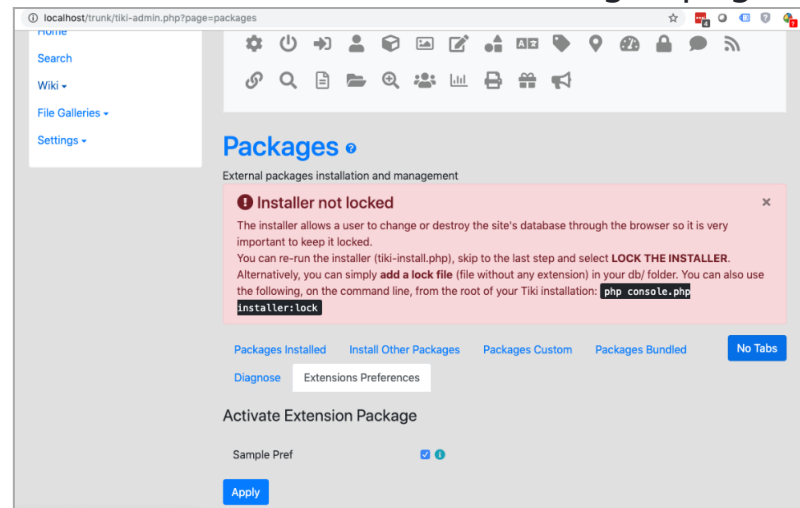 localhost/trunk/tiki-admin.php?page=packages
Home
Search
Wiki
File Galleries
Settings
Packages
External packages installation and management
Installer not locked
The installer allows a user to change or destroy the site's database through the browser so it is very
important to keep it locked.
You can re-run the installer (tiki-install.php), skip to the last step and select LOCK THE INSTALLER.
Alternatively, you can simply add a lock file (file without any extension) in your db/ folder. You can also use
the following, on the command line, from the root of your Tiki installation: php console.php
installer:lock
Packages Installed Install Other Packages Packages Custom Packages Bundled No Tabs
Diagnose Extensions Preferences
Activate Extension Package
Sample Pref
Apply